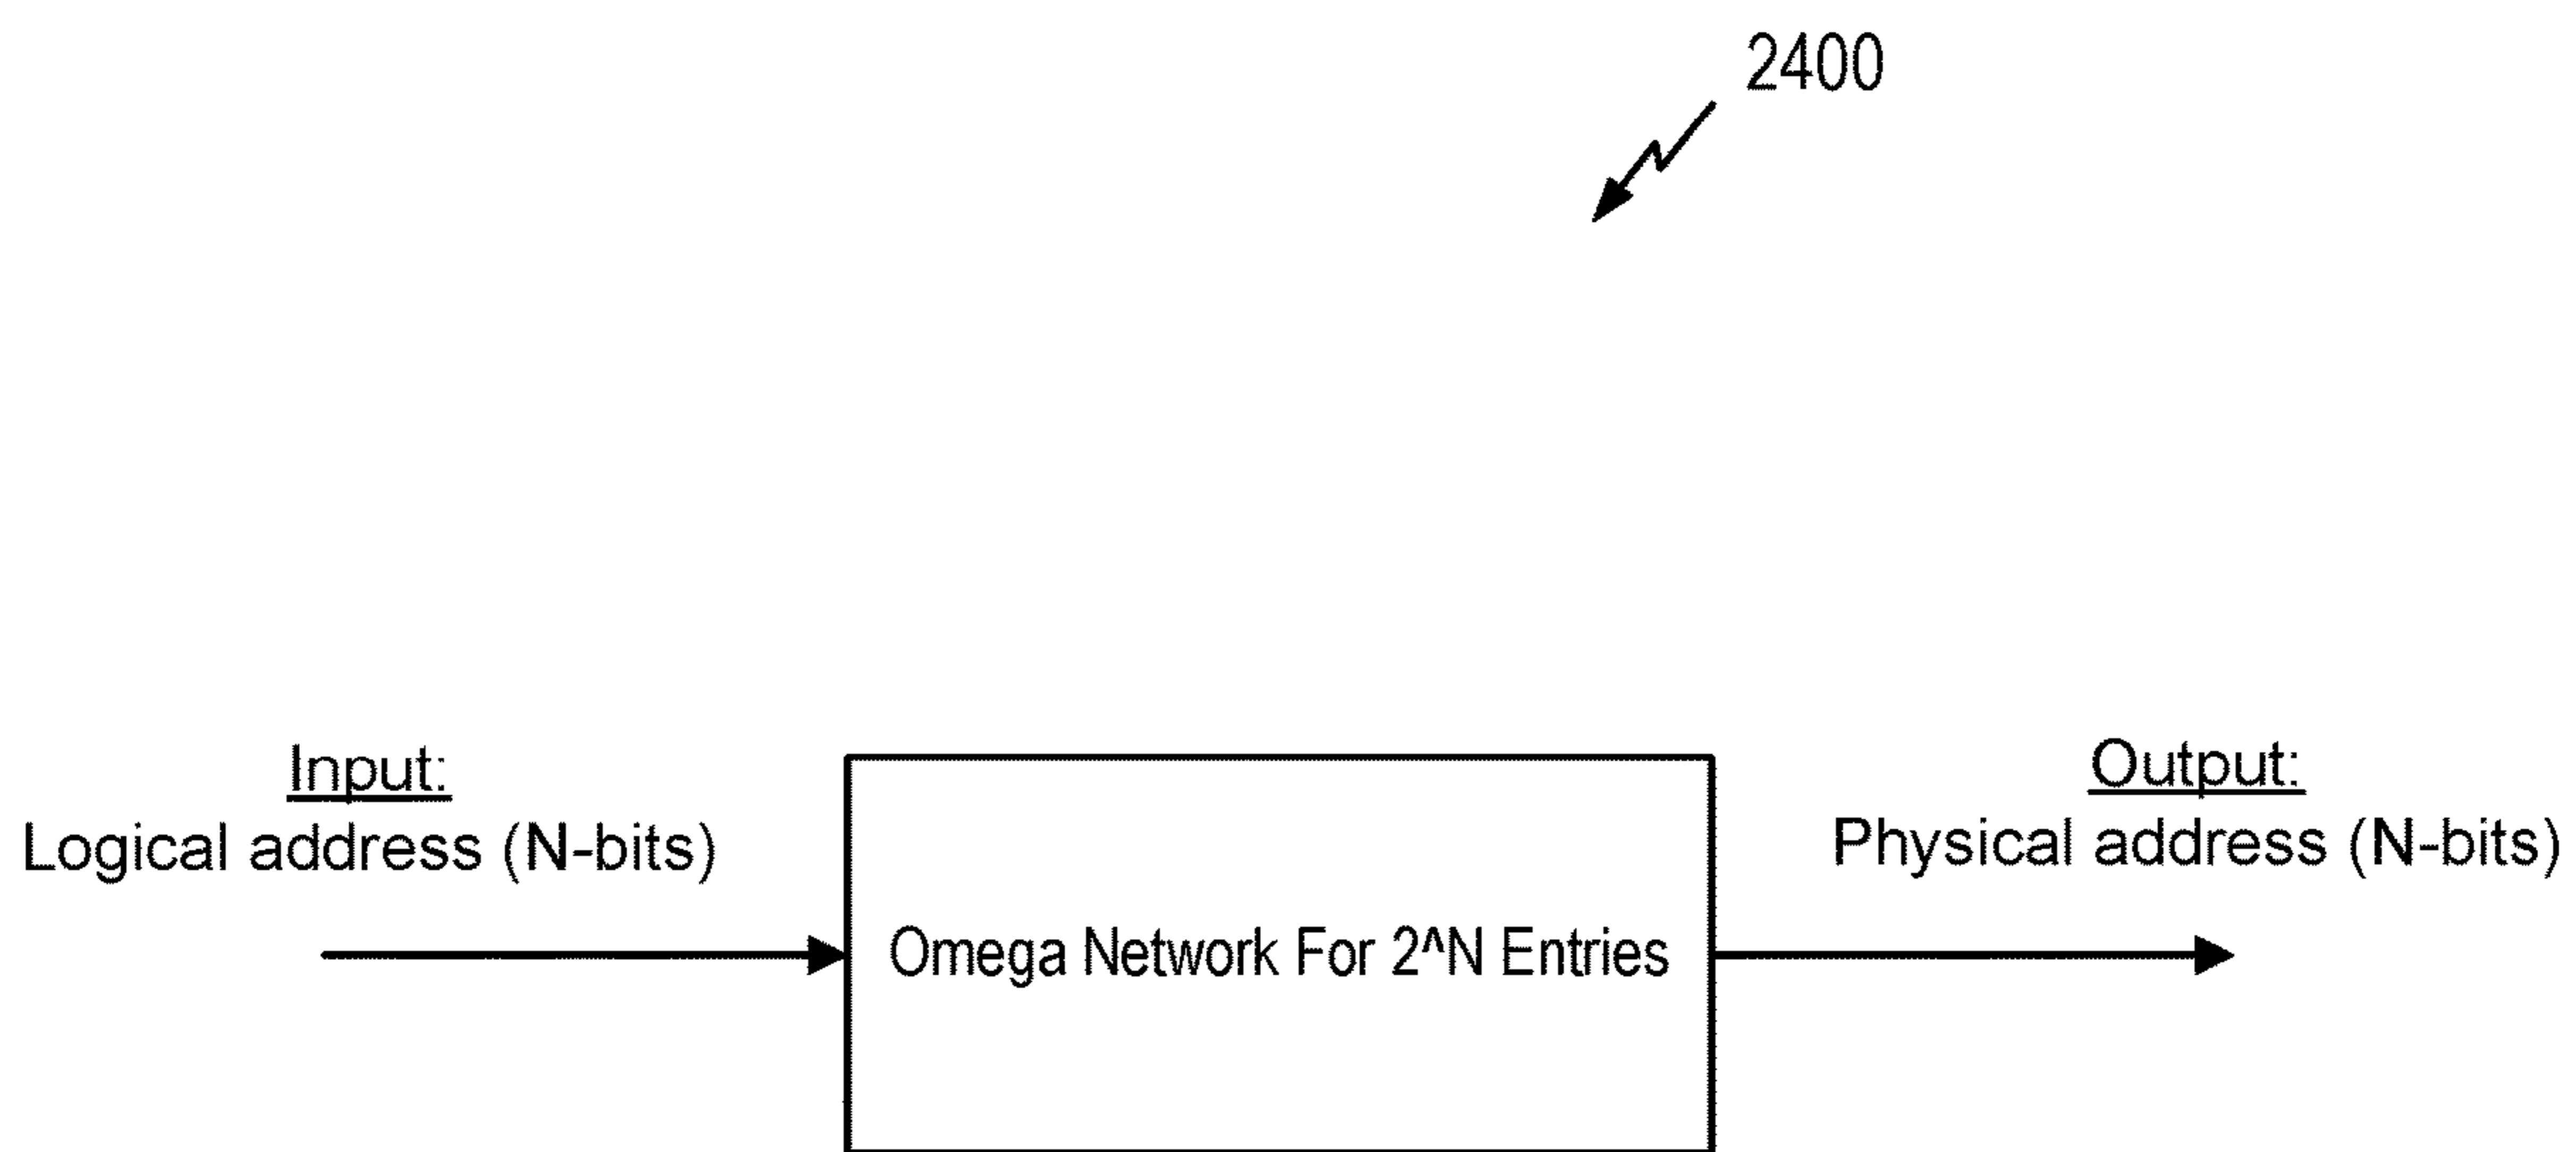 2400
Input:
Logical address (N-bits)
Omega Network For 2^N Entries
Output:
Physical address (N-bits)